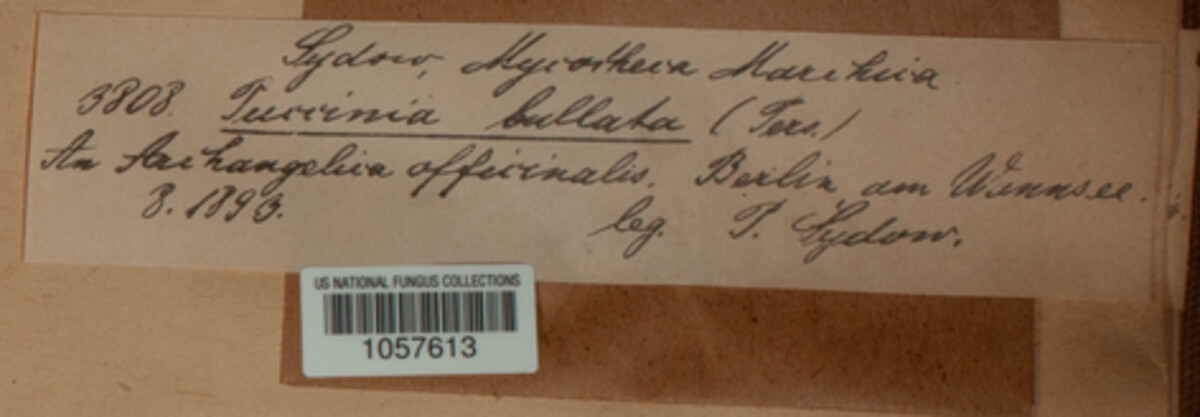 Sydow, Mycotheca Marchica
3808. Puccinia bullata (Pers.)
An Archangelica officinalis. Berlin am Wannsee.
8. 1893. leg. P. Sydow.
US NATIONAL FUNGUS COLLECTIONS
1057613